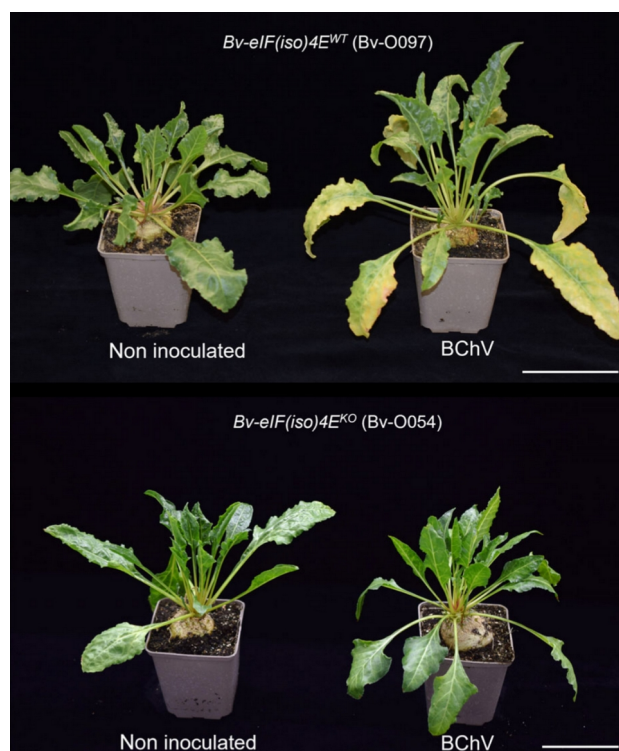 Bv-eIF(iso)4E^WT (Bv-O097)
Non inoculated
BChV
Bv-eIF(iso)4E^KO (Bv-O054)
Non inoculated
BChV